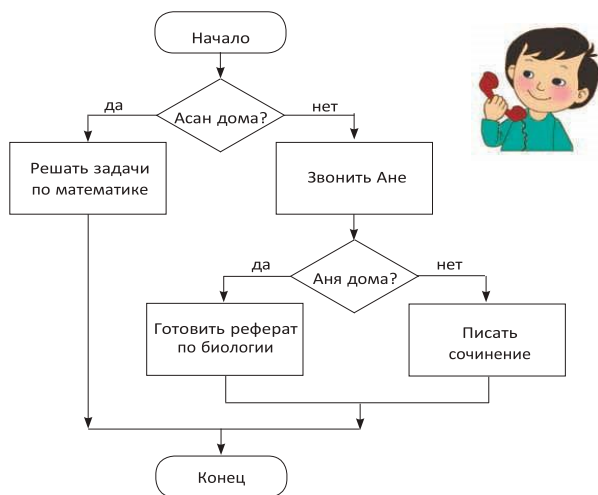 Начало
Асан дома?
да
нет
Решать задачи
по математике
Звонить Ане
Аня дома?
да
нет
Готовить реферат
по биологии
Писать
сочинение
Конец